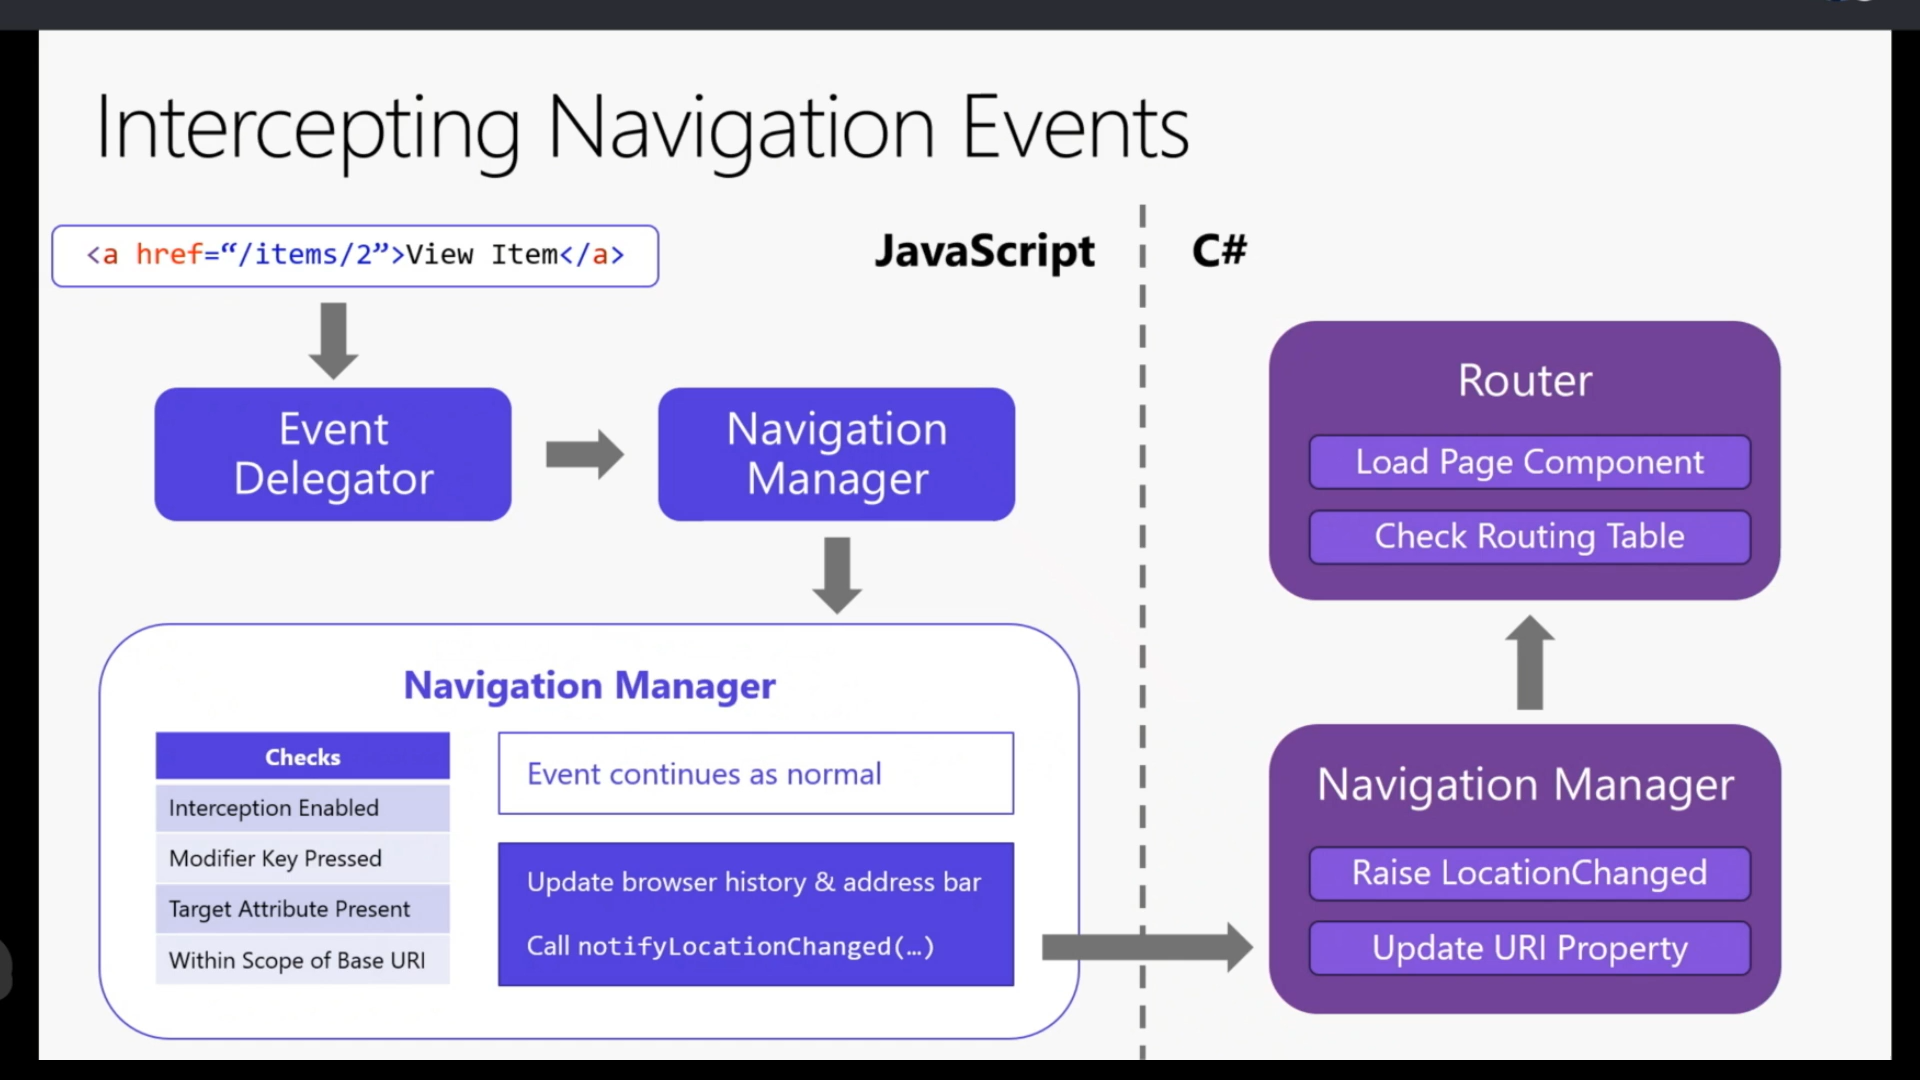 Intercepting Navigation Events
<a href=“/items/2”>View Item</a>
JavaScript
C#
Event
Delegator
Navigation
Manager
Navigation Manager
Checks
Interception Enabled
Modifier Key Pressed
Target Attribute Present
Within Scope of Base URI
Event continues as normal
Update browser history & address bar
Call notifyLocationChanged(…)
Router
Load Page Component
Check Routing Table
Navigation Manager
Raise LocationChanged
Update URI Property